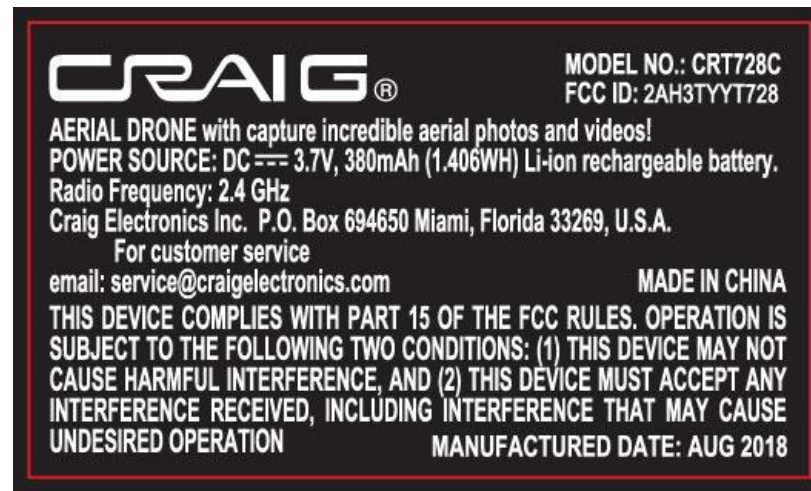 CRAIG®
MODEL NO.: CRT728C
FCC ID: 2AH3TYYT728
AERIAL DRONE with capture incredible aerial photos and videos!
POWER SOURCE: DC ⎓ 3.7V, 380mAh (1.406WH) Li-ion rechargeable battery.
Radio Frequency: 2.4 GHz
Craig Electronics Inc. P.O. Box 694650 Miami, Florida 33269, U.S.A.
For customer service
email: service@craigelectronics.com
MADE IN CHINA
THIS DEVICE COMPLIES WITH PART 15 OF THE FCC RULES. OPERATION IS
SUBJECT TO THE FOLLOWING TWO CONDITIONS: (1) THIS DEVICE MAY NOT
CAUSE HARMFUL INTERFERENCE, AND (2) THIS DEVICE MUST ACCEPT ANY
INTERFERENCE RECEIVED, INCLUDING INTERFERENCE THAT MAY CAUSE
UNDESIRED OPERATION
MANUFACTURED DATE: AUG 2018